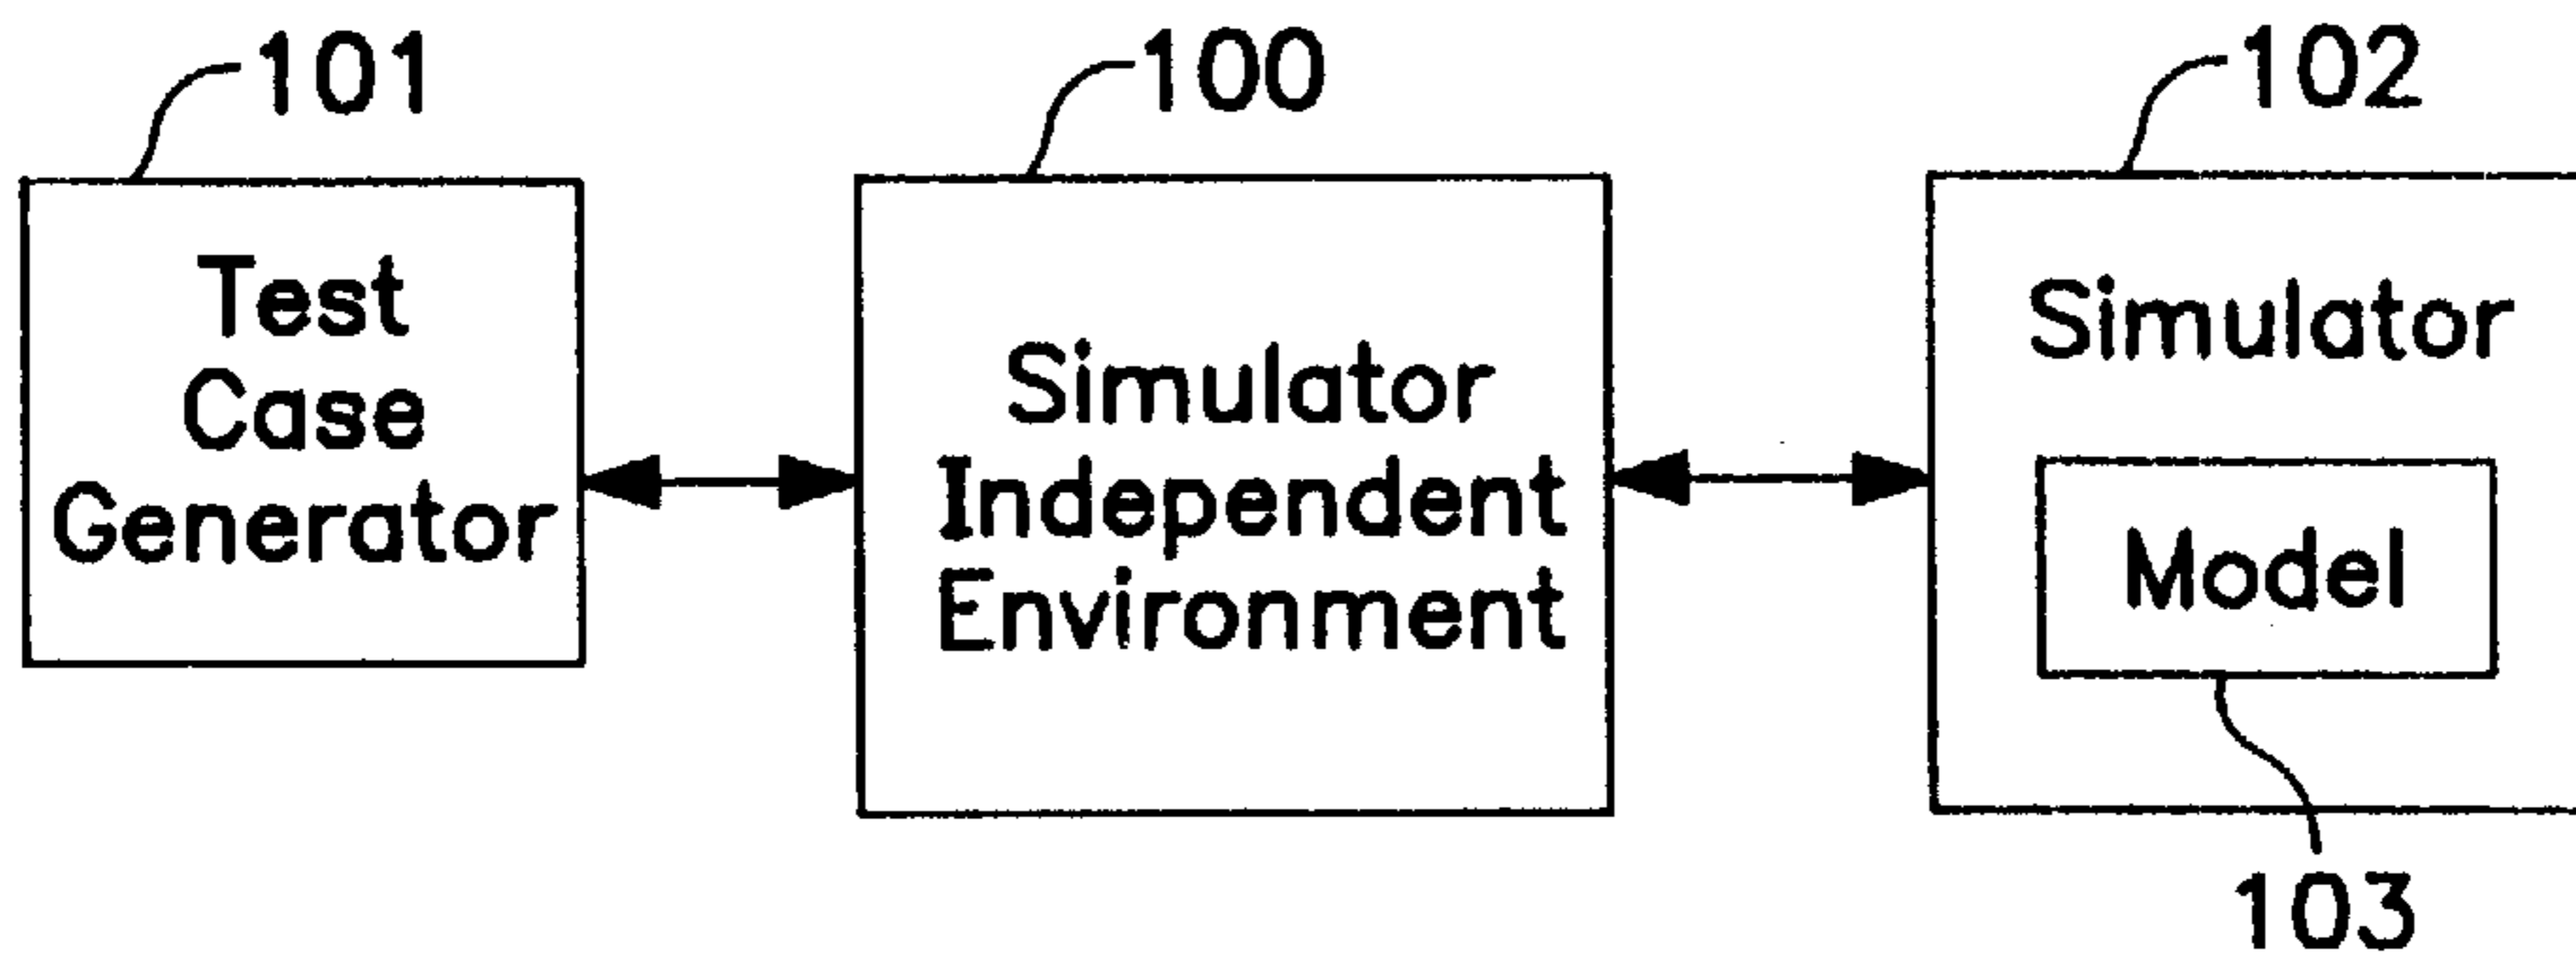 101
100
102
Test
Case
Generator
Simulator
Independent
Environment
Simulator
Model
103